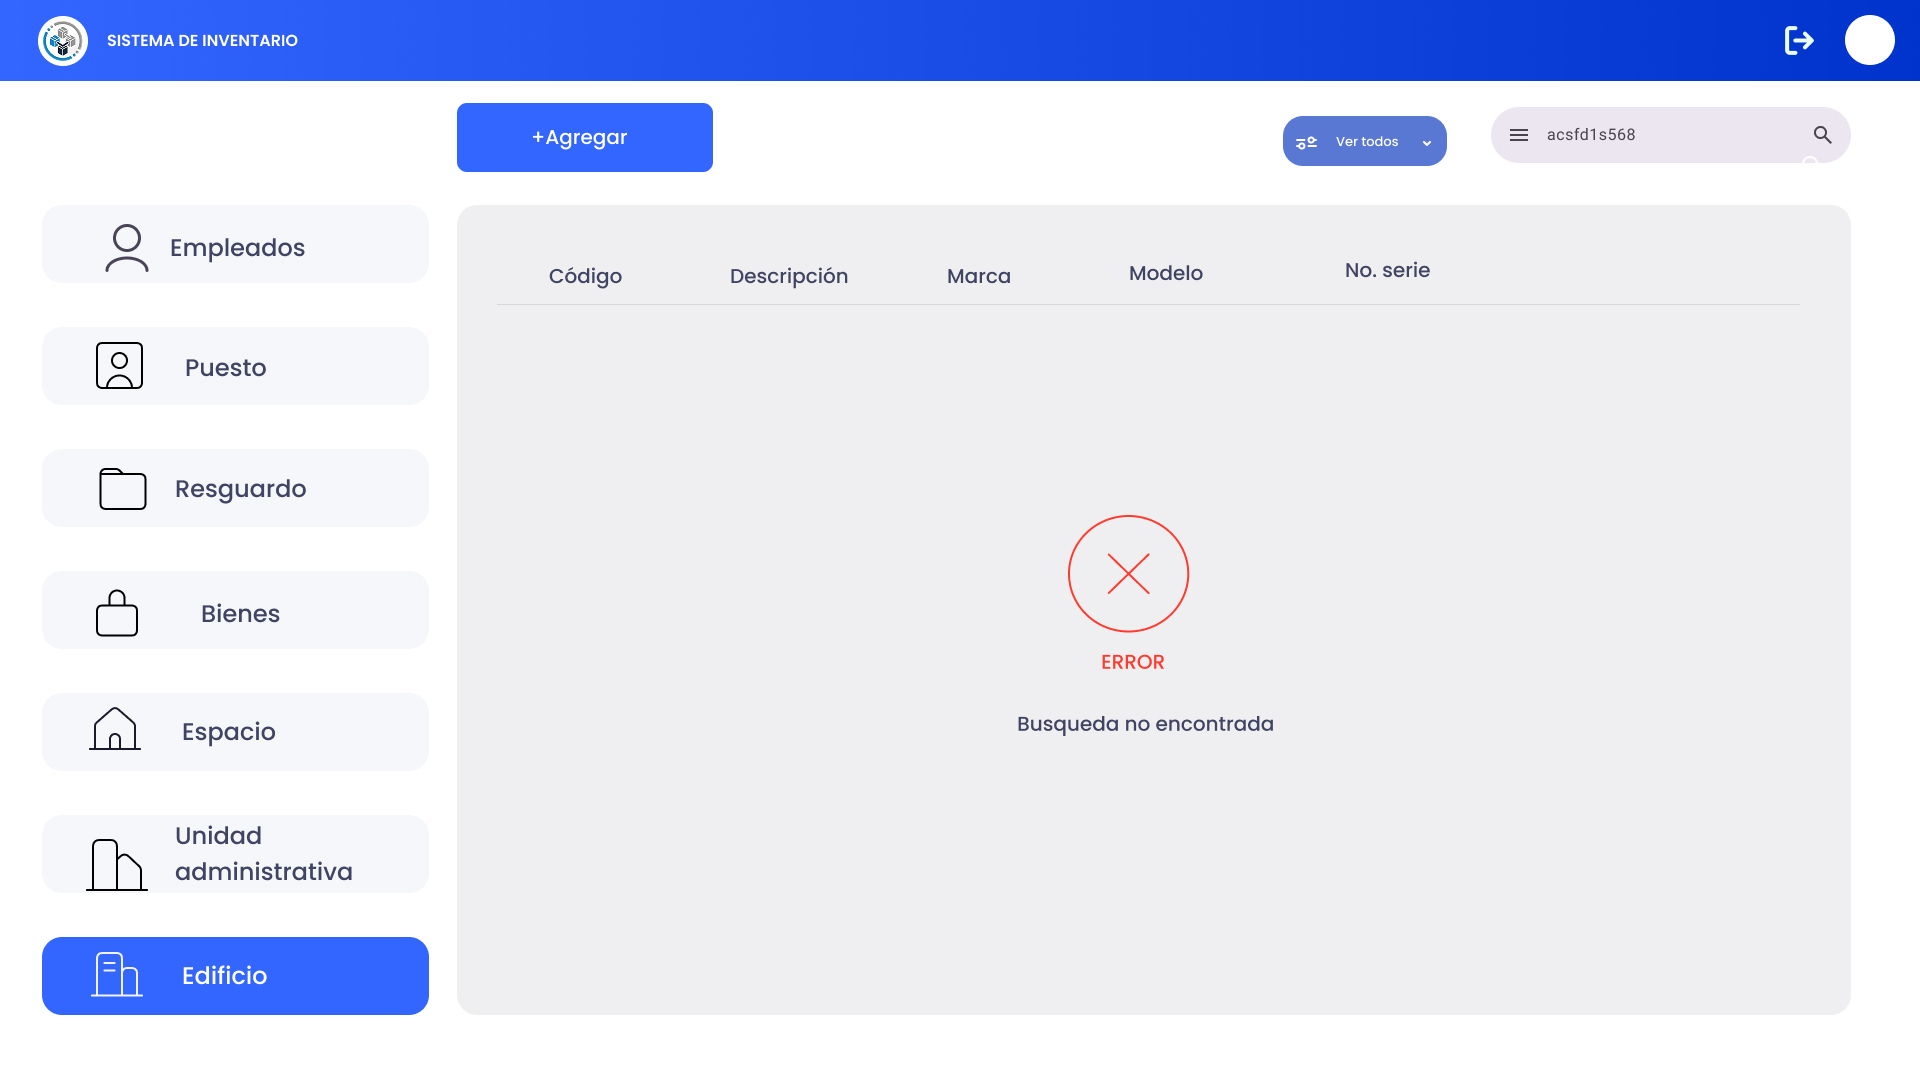 SISTEMA DE INVENTARIO
+Agregar
Ver todos
acsfd1s568
Empleados
Puesto
Resguardo
Bienes
Espacio
Unidad
administrativa
Edificio
Código Descripción Marca Modelo No. serie
ERROR
Busqueda no encontrada